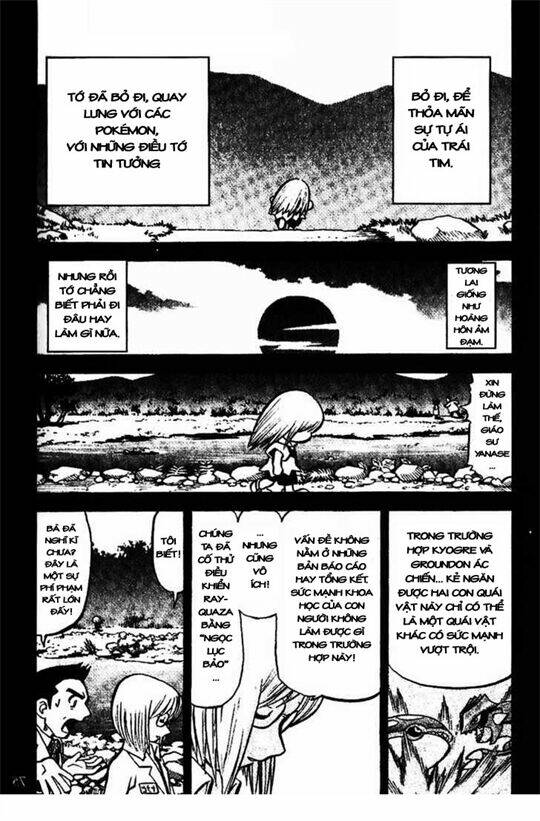 BỎ ĐI, ĐỂ
THỎA MÃN
SỰ TỰ ÁI
CỦA TRÁI
TIM.
TỚ ĐÃ BỎ ĐI, QUAY
LƯNG VỚI CÁC
POKÉMON,
VỚI NHỮNG ĐIỀU TỚ
TIN TƯỞNG
TƯƠNG
LAI
GIỐNG
NHƯ
HOÀNG
HÔN ẢM
ĐẠM.
NHƯNG RỒI
TỚ CHẲNG
BIẾT PHẢI ĐI
ĐÂU HAY
LÀM GÌ NỮA.
XIN
ĐỪNG
LÀM
THẾ,
GIÁO
SƯ
YANASE
TRONG TRƯỜNG
HỢP KYOGRE VÀ
GROUNDON ÁC
CHIẾN... KẺ NGĂN
ĐƯỢC HAI CON QUÁI
VẬT NÀY CHỈ CÓ THỂ
LÀ MỘT QUÁI VẬT
KHÁC CÓ SỨC MẠNH
VƯỢT TRỘI.
VẤN ĐỀ KHÔNG
NẰM Ở NHỮNG
BẢN BÁO CÁO
HAY TỔNG KẾT.
SỨC MẠNH KHOA
HỌC CỦA CON
NGƯỜI KHÔNG
LÀM ĐƯỢC GÌ
TRONG TRƯỜNG
HỢP NÀY!
...
NHƯNG
CŨNG
VÔ
ÍCH!
CHÚNG
TA ĐÃ
CÓ THỬ
ĐIỀU
KHIỂN
RAY-
QUAZA
BẰNG
"NGỌC
LỤC
BẢO"
...
TÔI
BIẾT!
BÀ ĐÃ
NGHĨ KĨ
CHƯA?
ĐÂY LÀ
MỘT SỰ
PHÍ PHẠM
RẤT LỚN
ĐẤY!